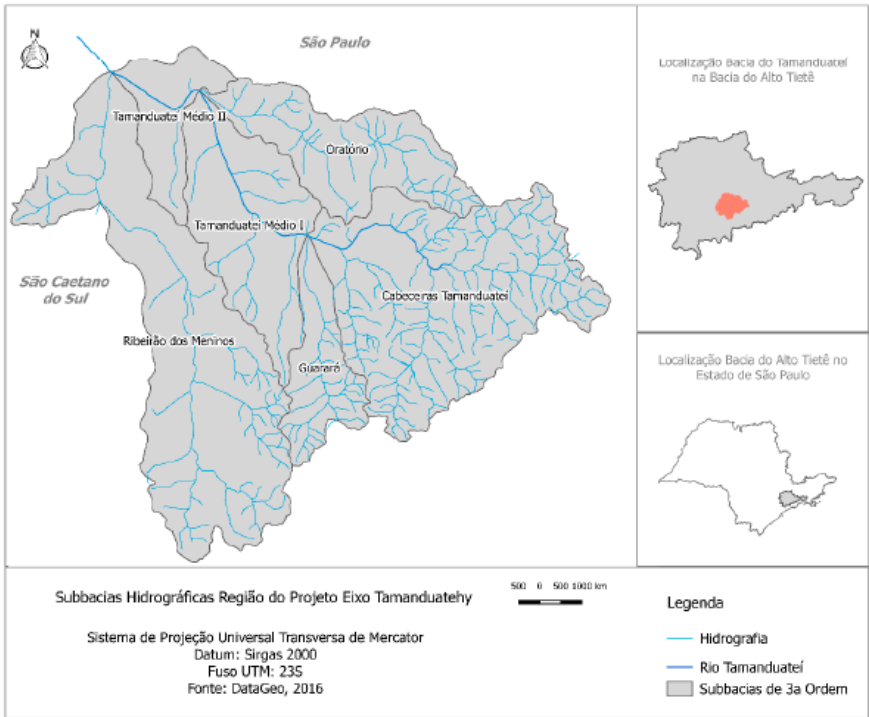 N
São Paulo
Tamanduateí Médio II
Oratório
Tamanduateí Médio I
São Caetano
do Sul
Cabeceiras Tamanduateí
Ribeirão dos Meninos
Guarará
Localização Bacia do Tamanduateí
na Bacia do Alto Tietê
Localização Bacia do Alto Tietê no
Estado de São Paulo
Subbacias Hidrográficas Região do Projeto Eixo Tamanduatehy
Sistema de Projeção Universal Transversa de Mercator
Datum: Sirgas 2000
Fuso UTM: 23S
Fonte: DataGeo, 2016
500 0 500 1000 km
Legenda
Hidrografia
Rio Tamanduateí
Subbacias de 3a Ordem